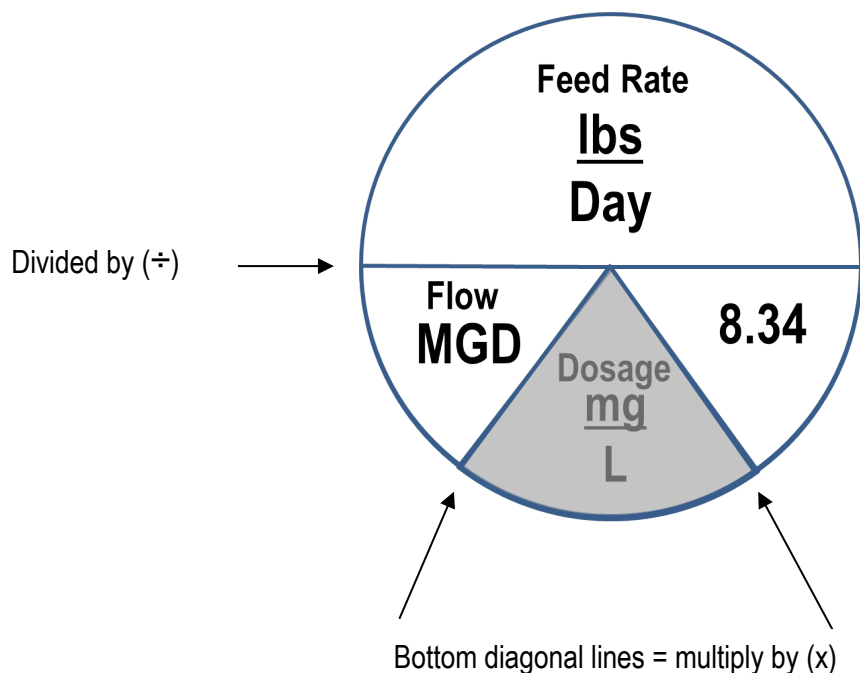 Feed Rate
lbs
Day
Divided by (÷)
Flow
MGD
8.34
Dosage
mg
L
Bottom diagonal lines = multiply by (x)